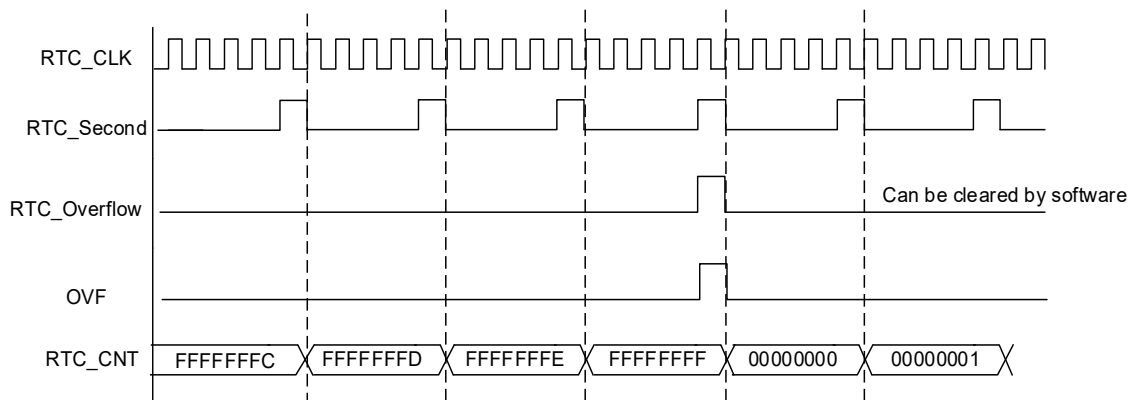 RTC_CLK
RTC_Second
RTC_Overflow
Can be cleared by software
OVF
RTC_CNT FFFFFFFC FFFFFFFD FFFFFFFE FFFFFFFF 00000000 00000001